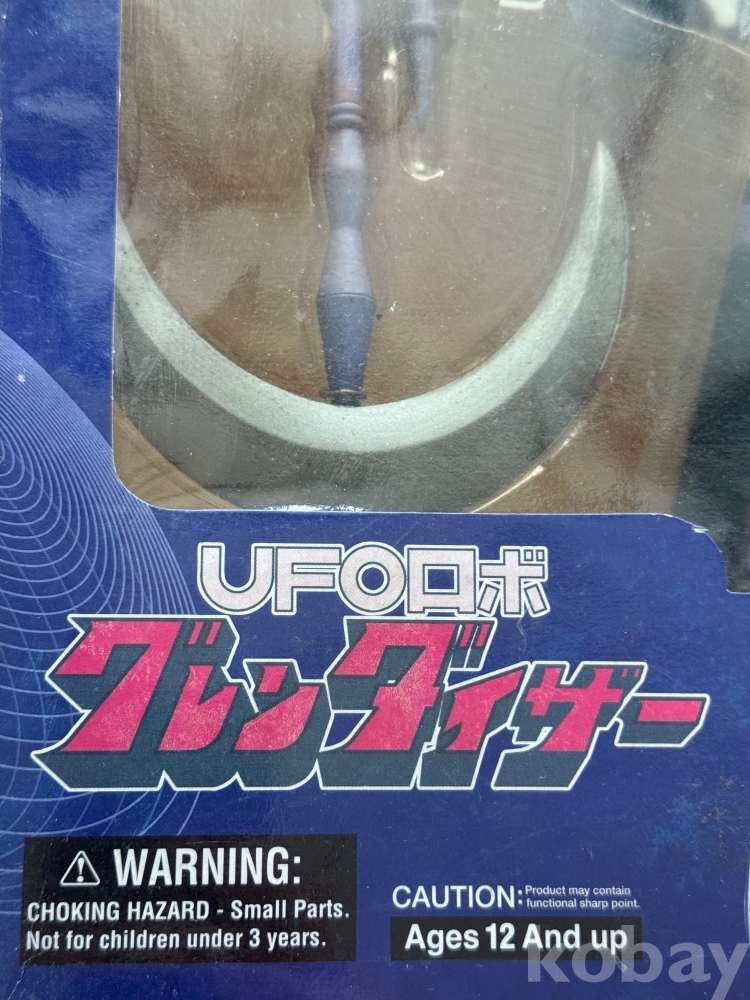 UFOロボ
グレンダイザー
WARNING:
CHOKING HAZARD - Small Parts.
Not for children under 3 years.
CAUTION: Product may contain
functional sharp point.
Ages 12 And up
kobay